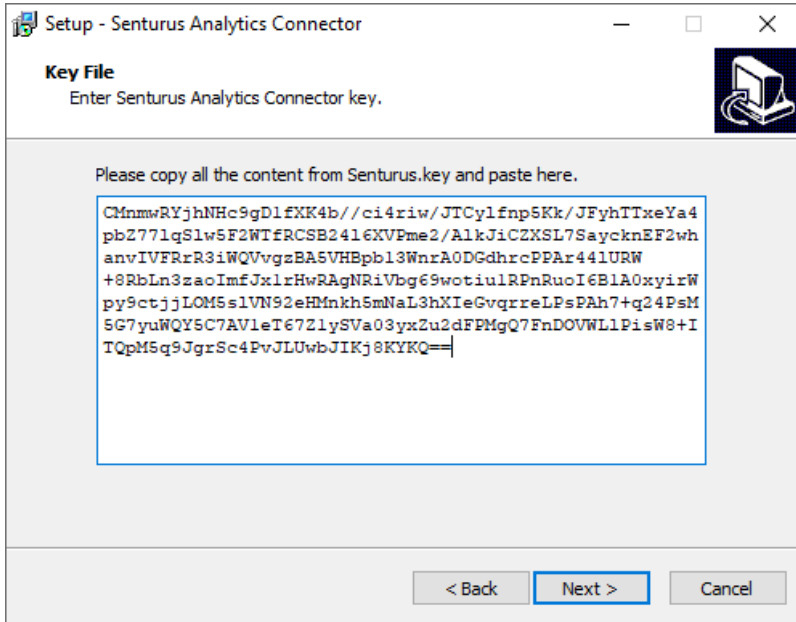 Setup - Senturus Analytics Connector
Key File
Enter Senturus Analytics Connector key.
Please copy all the content from Senturus.key and paste here.
CMnmwRYjhNHc9gD1fXK4b//ci4riw/JTCylfnp5Kk/JFyhTTxeYa4
pbZ77lqSlw5F2WTfRCSB24l6XVPme2/AlkJiCZXSL7SaycknEF2wh
anvIVFRrR3iWQVvgzBA5VHBpbl3WnrA0DGdhrcPPAr44lURW
+8RbLn3zaoImfJxlrHwRAgNRiVbg69wotiulRPnRuoI6BlA0xyirW
py9ctjjLOM5slVN92eHMnkh5mNaL3hXIeGvqrreLPsPAh7+q24PsM
5G7yuWQY5C7AVleT67ZlySVa03yxZu2dFPMgQ7FnDOVWLlPisW8+I
TQpM5q9JgrSc4PvJLUwbJIKj8KYKQ==
< Back
Next >
Cancel